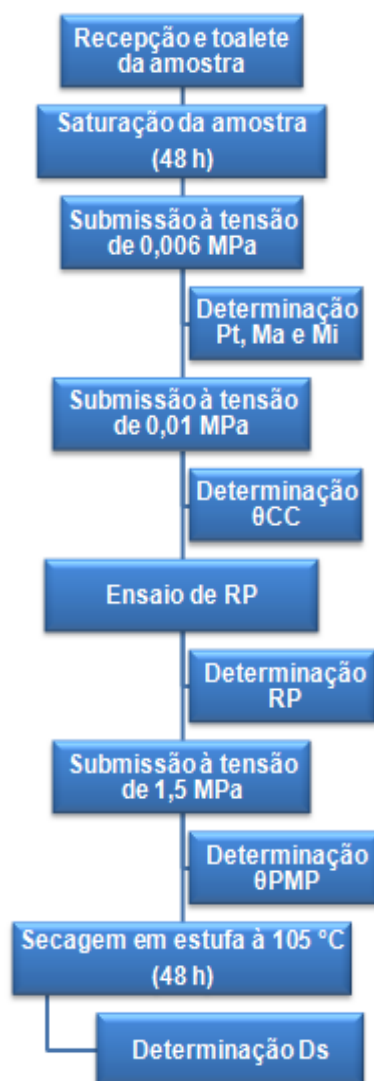 Recepção e toalete
da amostra
Saturação da amostra
(48 h)
Submissão à tensão
de 0,006 MPa
Determinação
Pt, Ma e Mi
Submissão à tensão
de 0,01 MPa
Determinação
θCC
Ensaio de RP
Determinação
RP
Submissão à tensão
de 1,5 MPa
Determinação
θPMP
Secagem em estufa à 105 °C
(48 h)
Determinação Ds